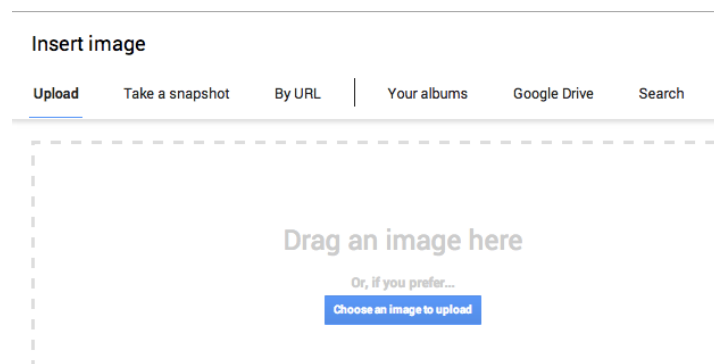 Insert image
Upload Take a snapshot By URL Your albums Google Drive Search
Drag an image here
Or, if you prefer...
Choose an image to upload